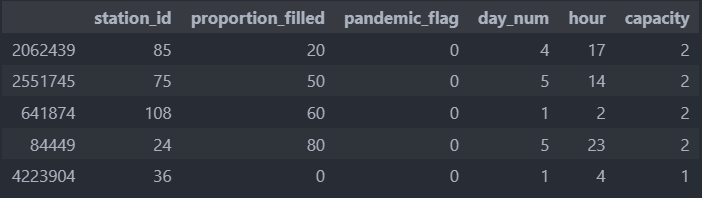 station_id proportion_filled pandemic_flag day_num hour capacity
2062439 85 20 0 4 17 2
2551745 75 50 0 5 14 2
641874 108 60 0 1 2 2
84449 24 80 0 5 23 2
4223904 36 0 0 1 4 1